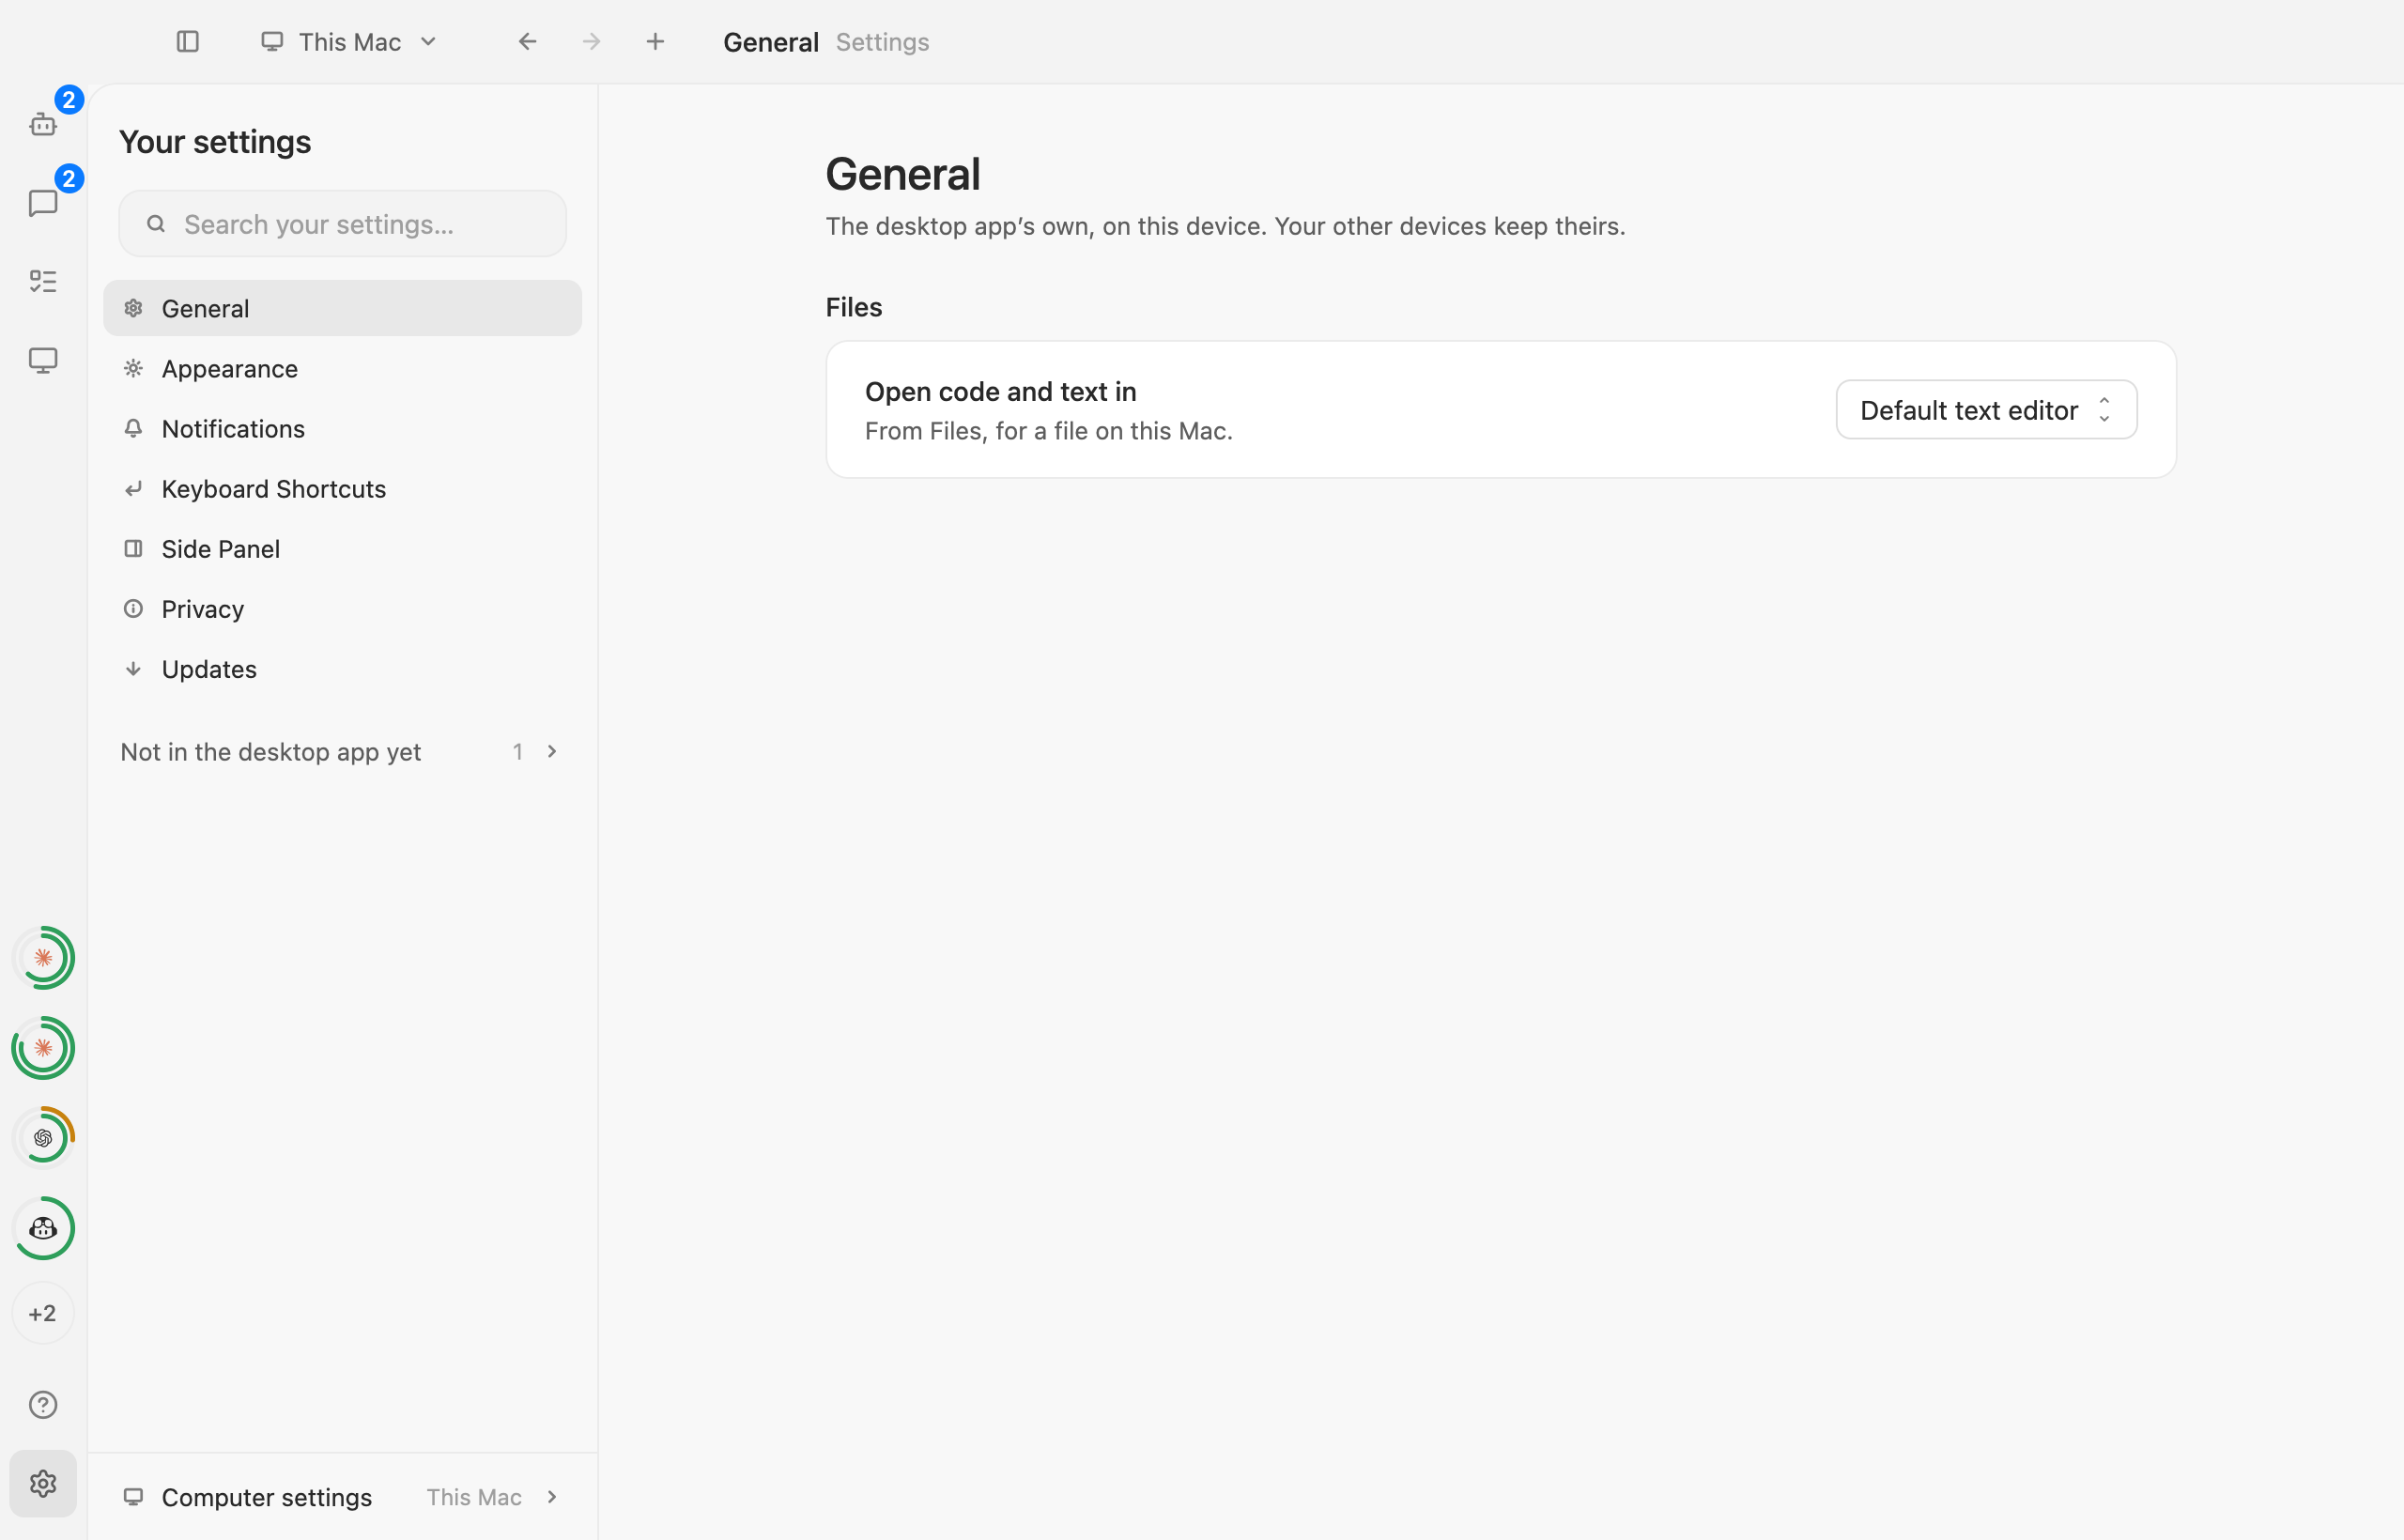 This Mac
General Settings
2
2
Your settings
Search your settings...
General
Appearance
Notifications
Keyboard Shortcuts
Side Panel
Privacy
Updates
Not in the desktop app yet 1
+2
Computer settings This Mac
General
The desktop app’s own, on this device. Your other devices keep theirs.
Files
Open code and text in
From Files, for a file on this Mac.
Default text editor